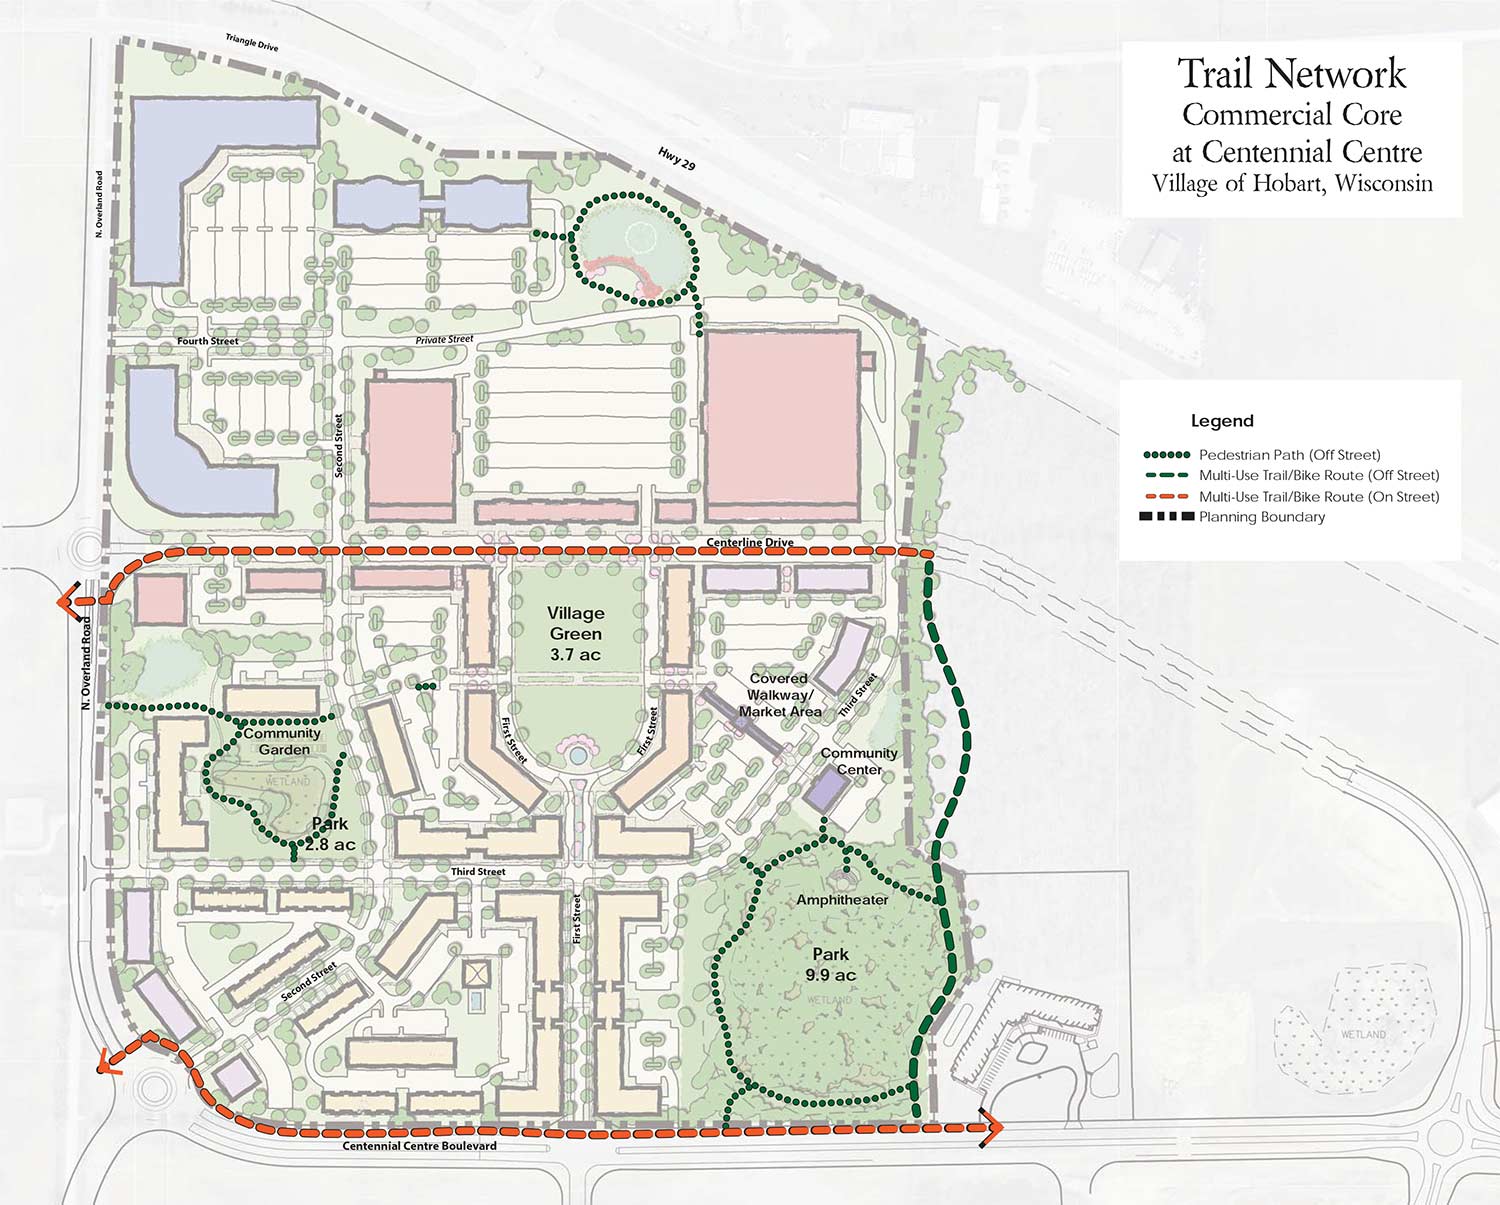 Trail Network
Commercial Core
at Centennial Centre
Village of Hobart, Wisconsin
Triangle Drive
Hwy 29
N. Overland Road
Fourth Street
Private Street
Second Street
Legend
Pedestrian Path (Off Street)
Multi-Use Trail/Bike Route (Off Street)
Multi-Use Trail/Bike Route (On Street)
Planning Boundary
Centerline Drive
Village
Green
3.7 ac
N. Overland Road
Covered
Walkway/
Market Area
Third Street
First Street
First Street
Community
Garden
WETLAND
Park
2.8 ac
Community
Center
Third Street
Amphitheater
First Street
Park
9.9 ac
WETLAND
Second Street
WETLAND
Centennial Centre Boulevard